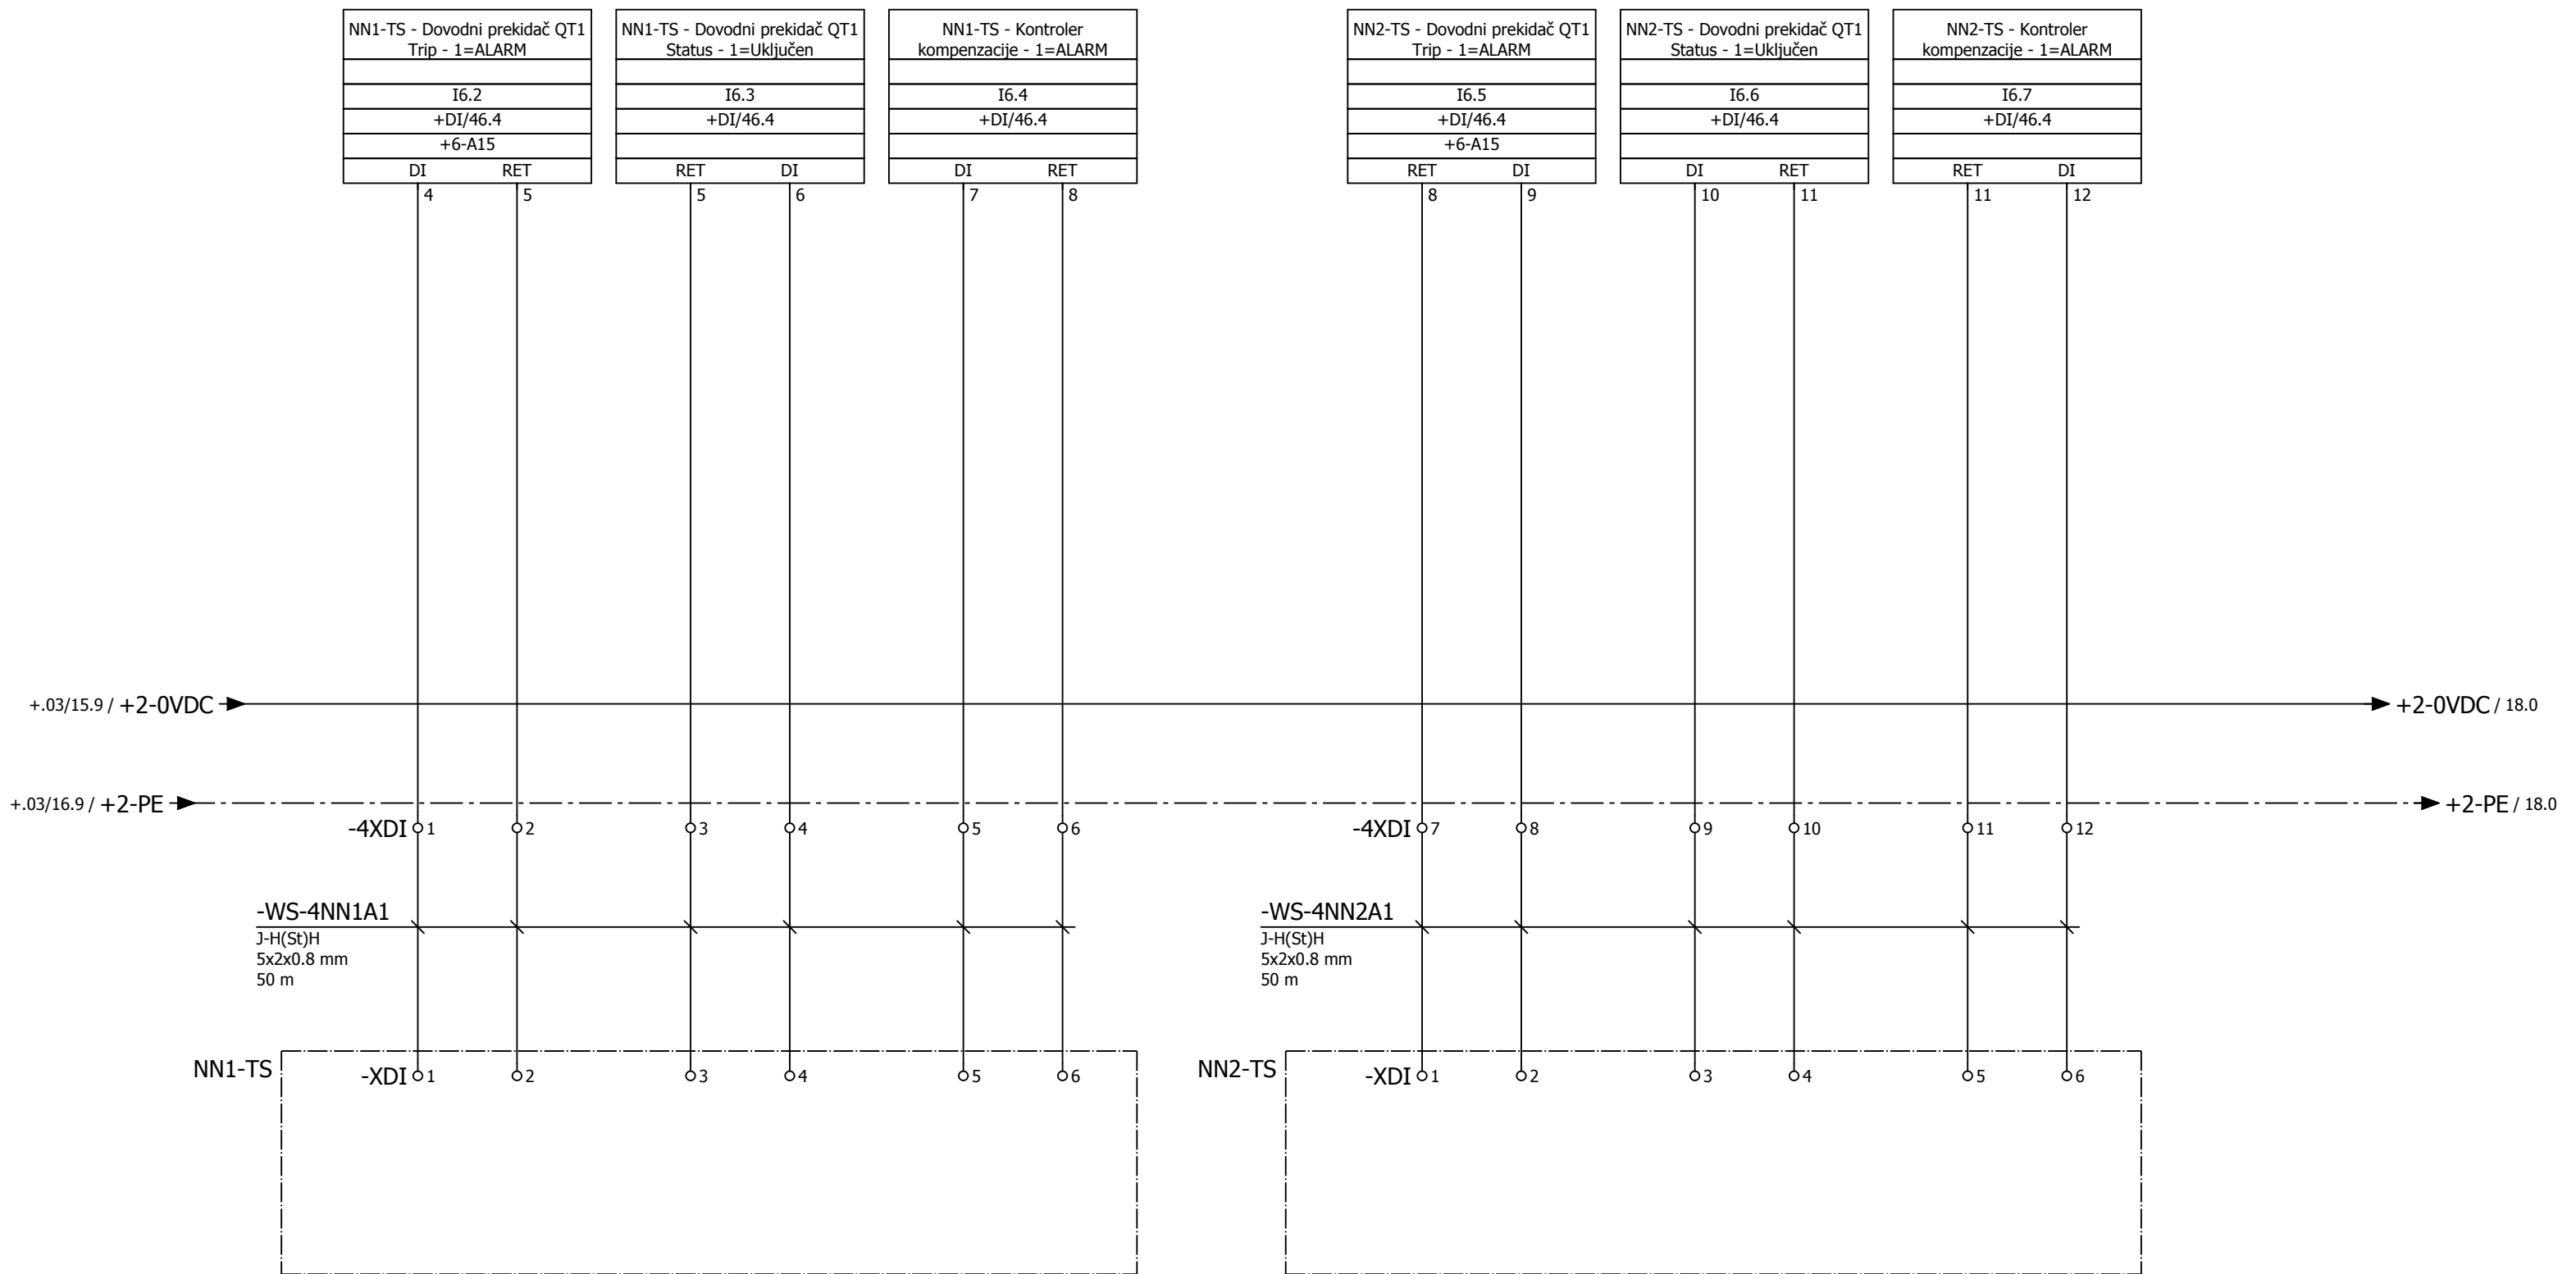 NN1-TS - Dovodni prekidač QT1
Trip - 1=ALARM
I6.2
+DI/46.4
+6-A15
DI RET
4 5
NN1-TS - Dovodni prekidač QT1
Status - 1=Uključen
I6.3
+DI/46.4
RET DI
5 6
NN1-TS - Kontroler
kompenzacije - 1=ALARM
I6.4
+DI/46.4
DI RET
7 8
NN2-TS - Dovodni prekidač QT1
Trip - 1=ALARM
I6.5
+DI/46.4
+6-A15
RET DI
8 9
NN2-TS - Dovodni prekidač QT1
Status - 1=Uključen
I6.6
+DI/46.4
DI RET
10 11
NN2-TS - Kontroler
kompenzacije - 1=ALARM
I6.7
+DI/46.4
RET DI
11 12
+.03/15.9 / +2-0VDC
+2-0VDC / 18.0
+.03/16.9 / +2-PE
+2-PE / 18.0
-4XDI 1 2 3 4 5 6
-4XDI 7 8 9 10 11 12
-WS-4NN1A1
J-H(St)H
5x2x0.8 mm
50 m
-WS-4NN2A1
J-H(St)H
5x2x0.8 mm
50 m
NN1-TS
-XDI 1 2 3 4 5 6
NN2-TS
-XDI 1 2 3 4 5 6